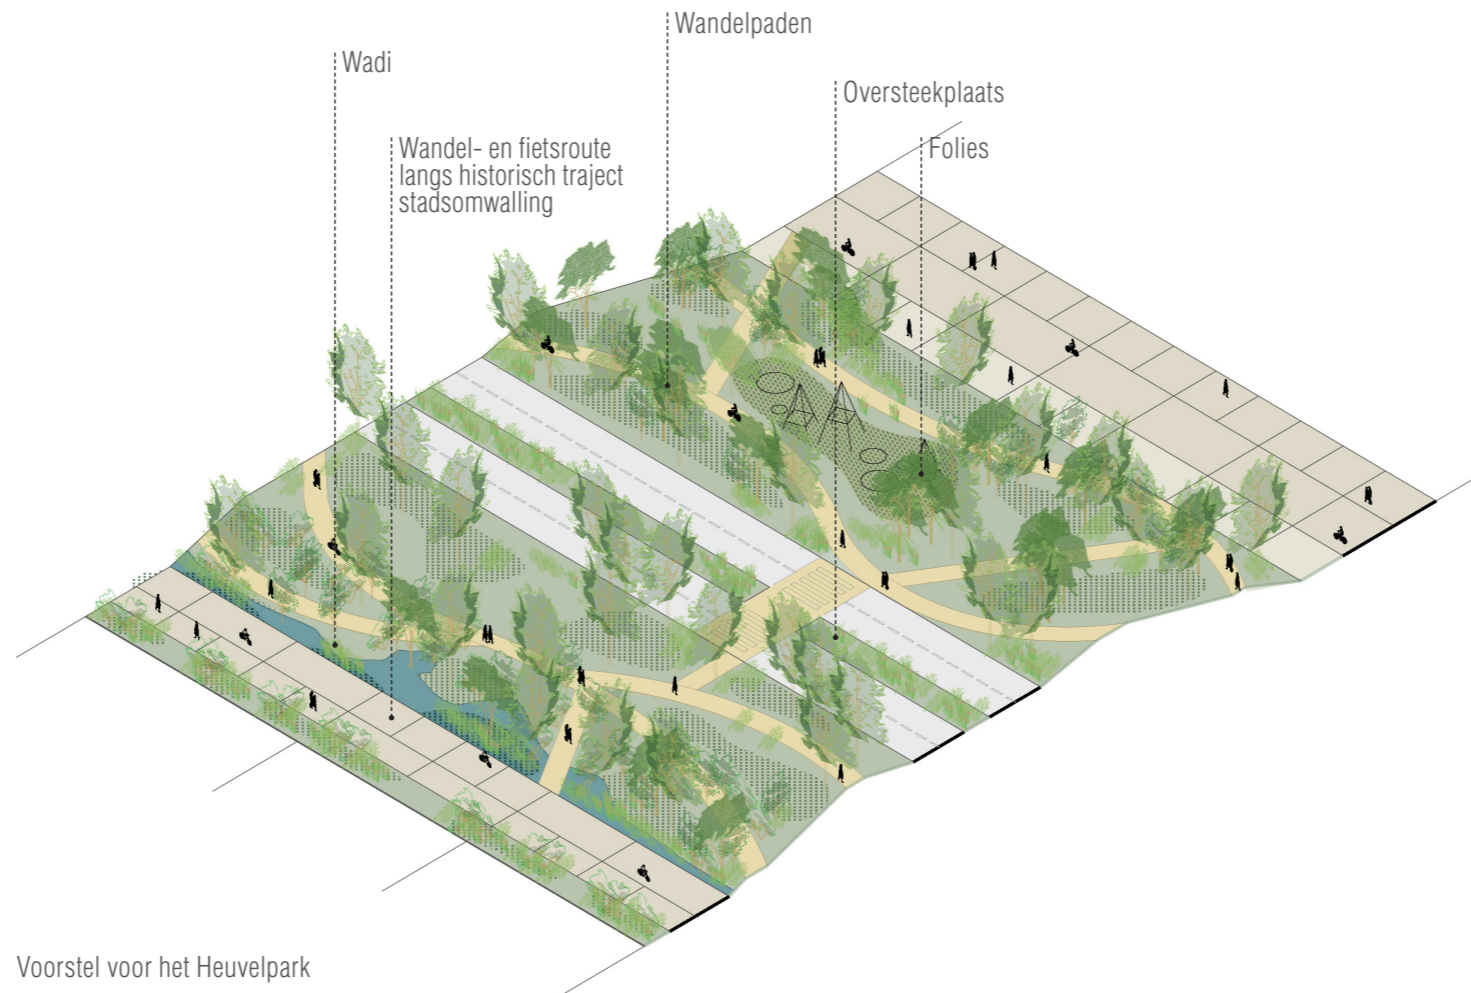 Wandelpaden
Wadi
Oversteekplaats
Wandel- en fietsroute
langs historisch traject
stadsomwalling
Folies
Voorstel voor het Heuvelpark